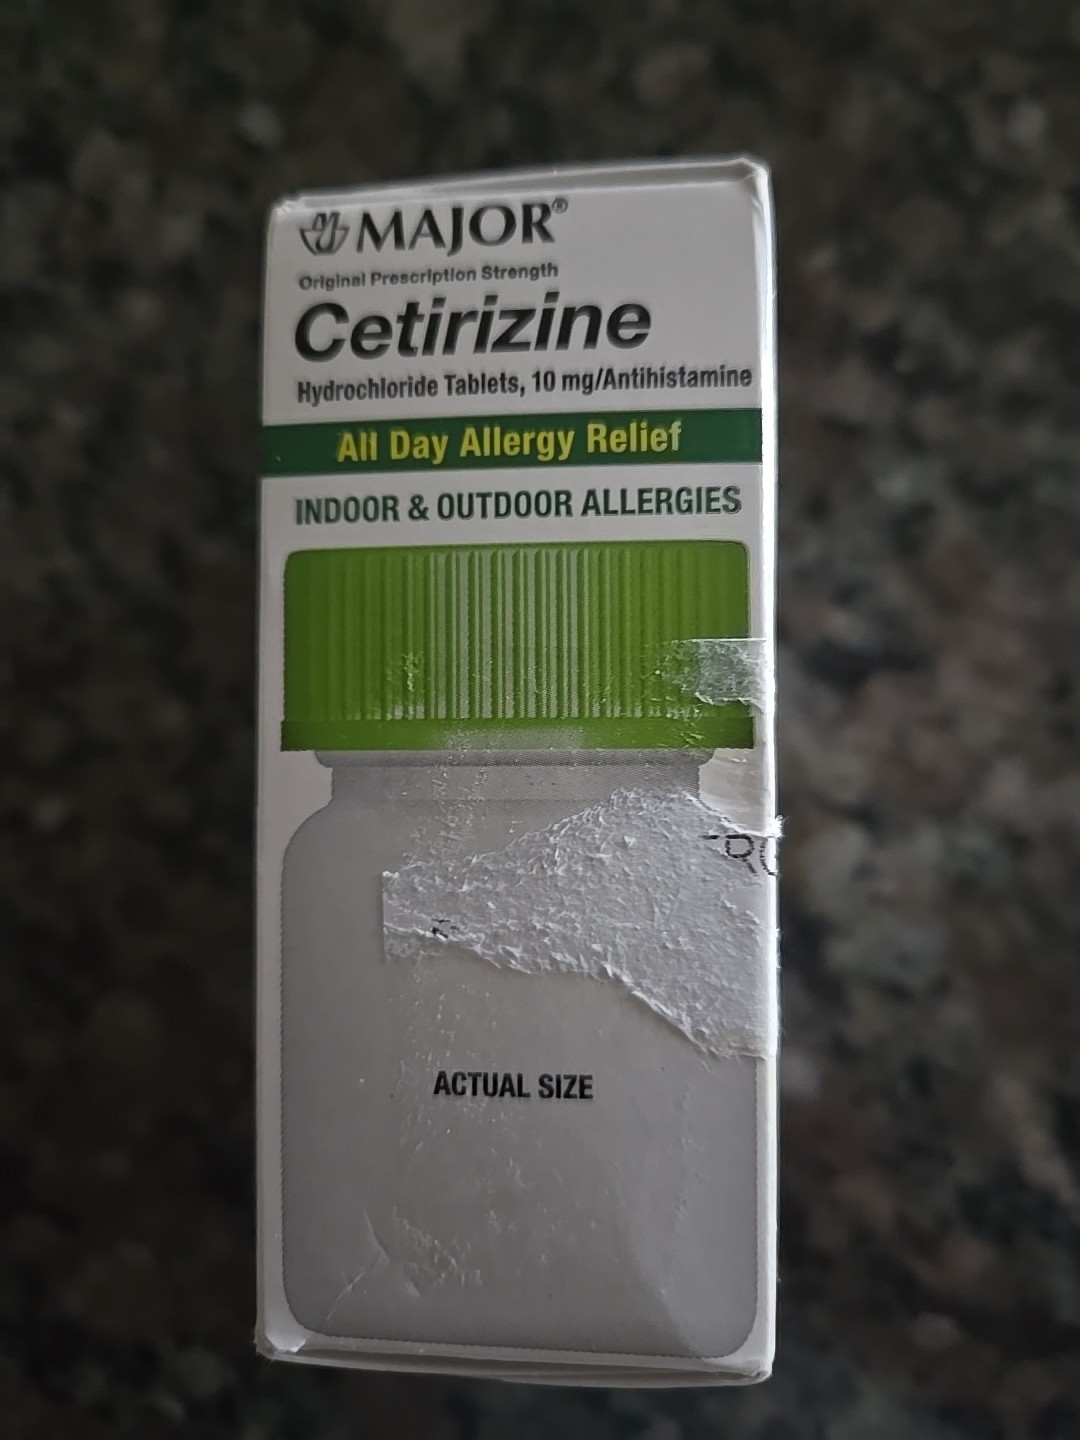 MAJOR®
Original Prescription Strength
Cetirizine
Hydrochloride Tablets, 10 mg/Antihistamine
All Day Allergy Relief
INDOOR & OUTDOOR ALLERGIES
ACTUAL SIZE